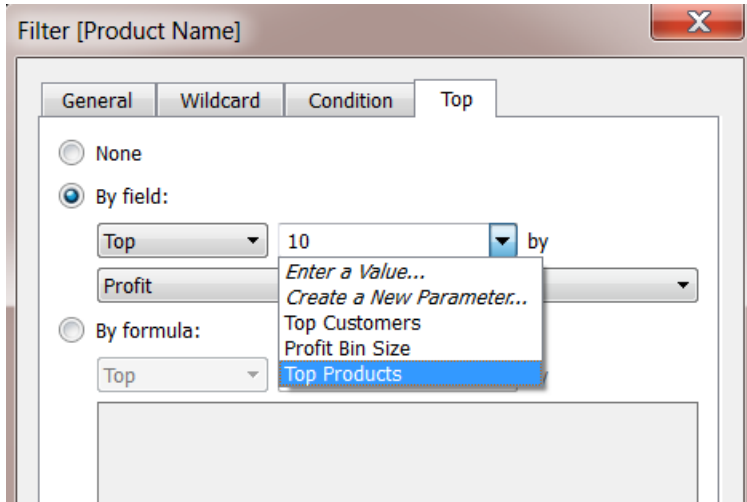 Filter [Product Name]
General Wildcard Condition Top
None
By field:
Top 10 by
Profit
Enter a Value...
Create a New Parameter...
Top Customers
Profit Bin Size
Top Products
By formula:
Top